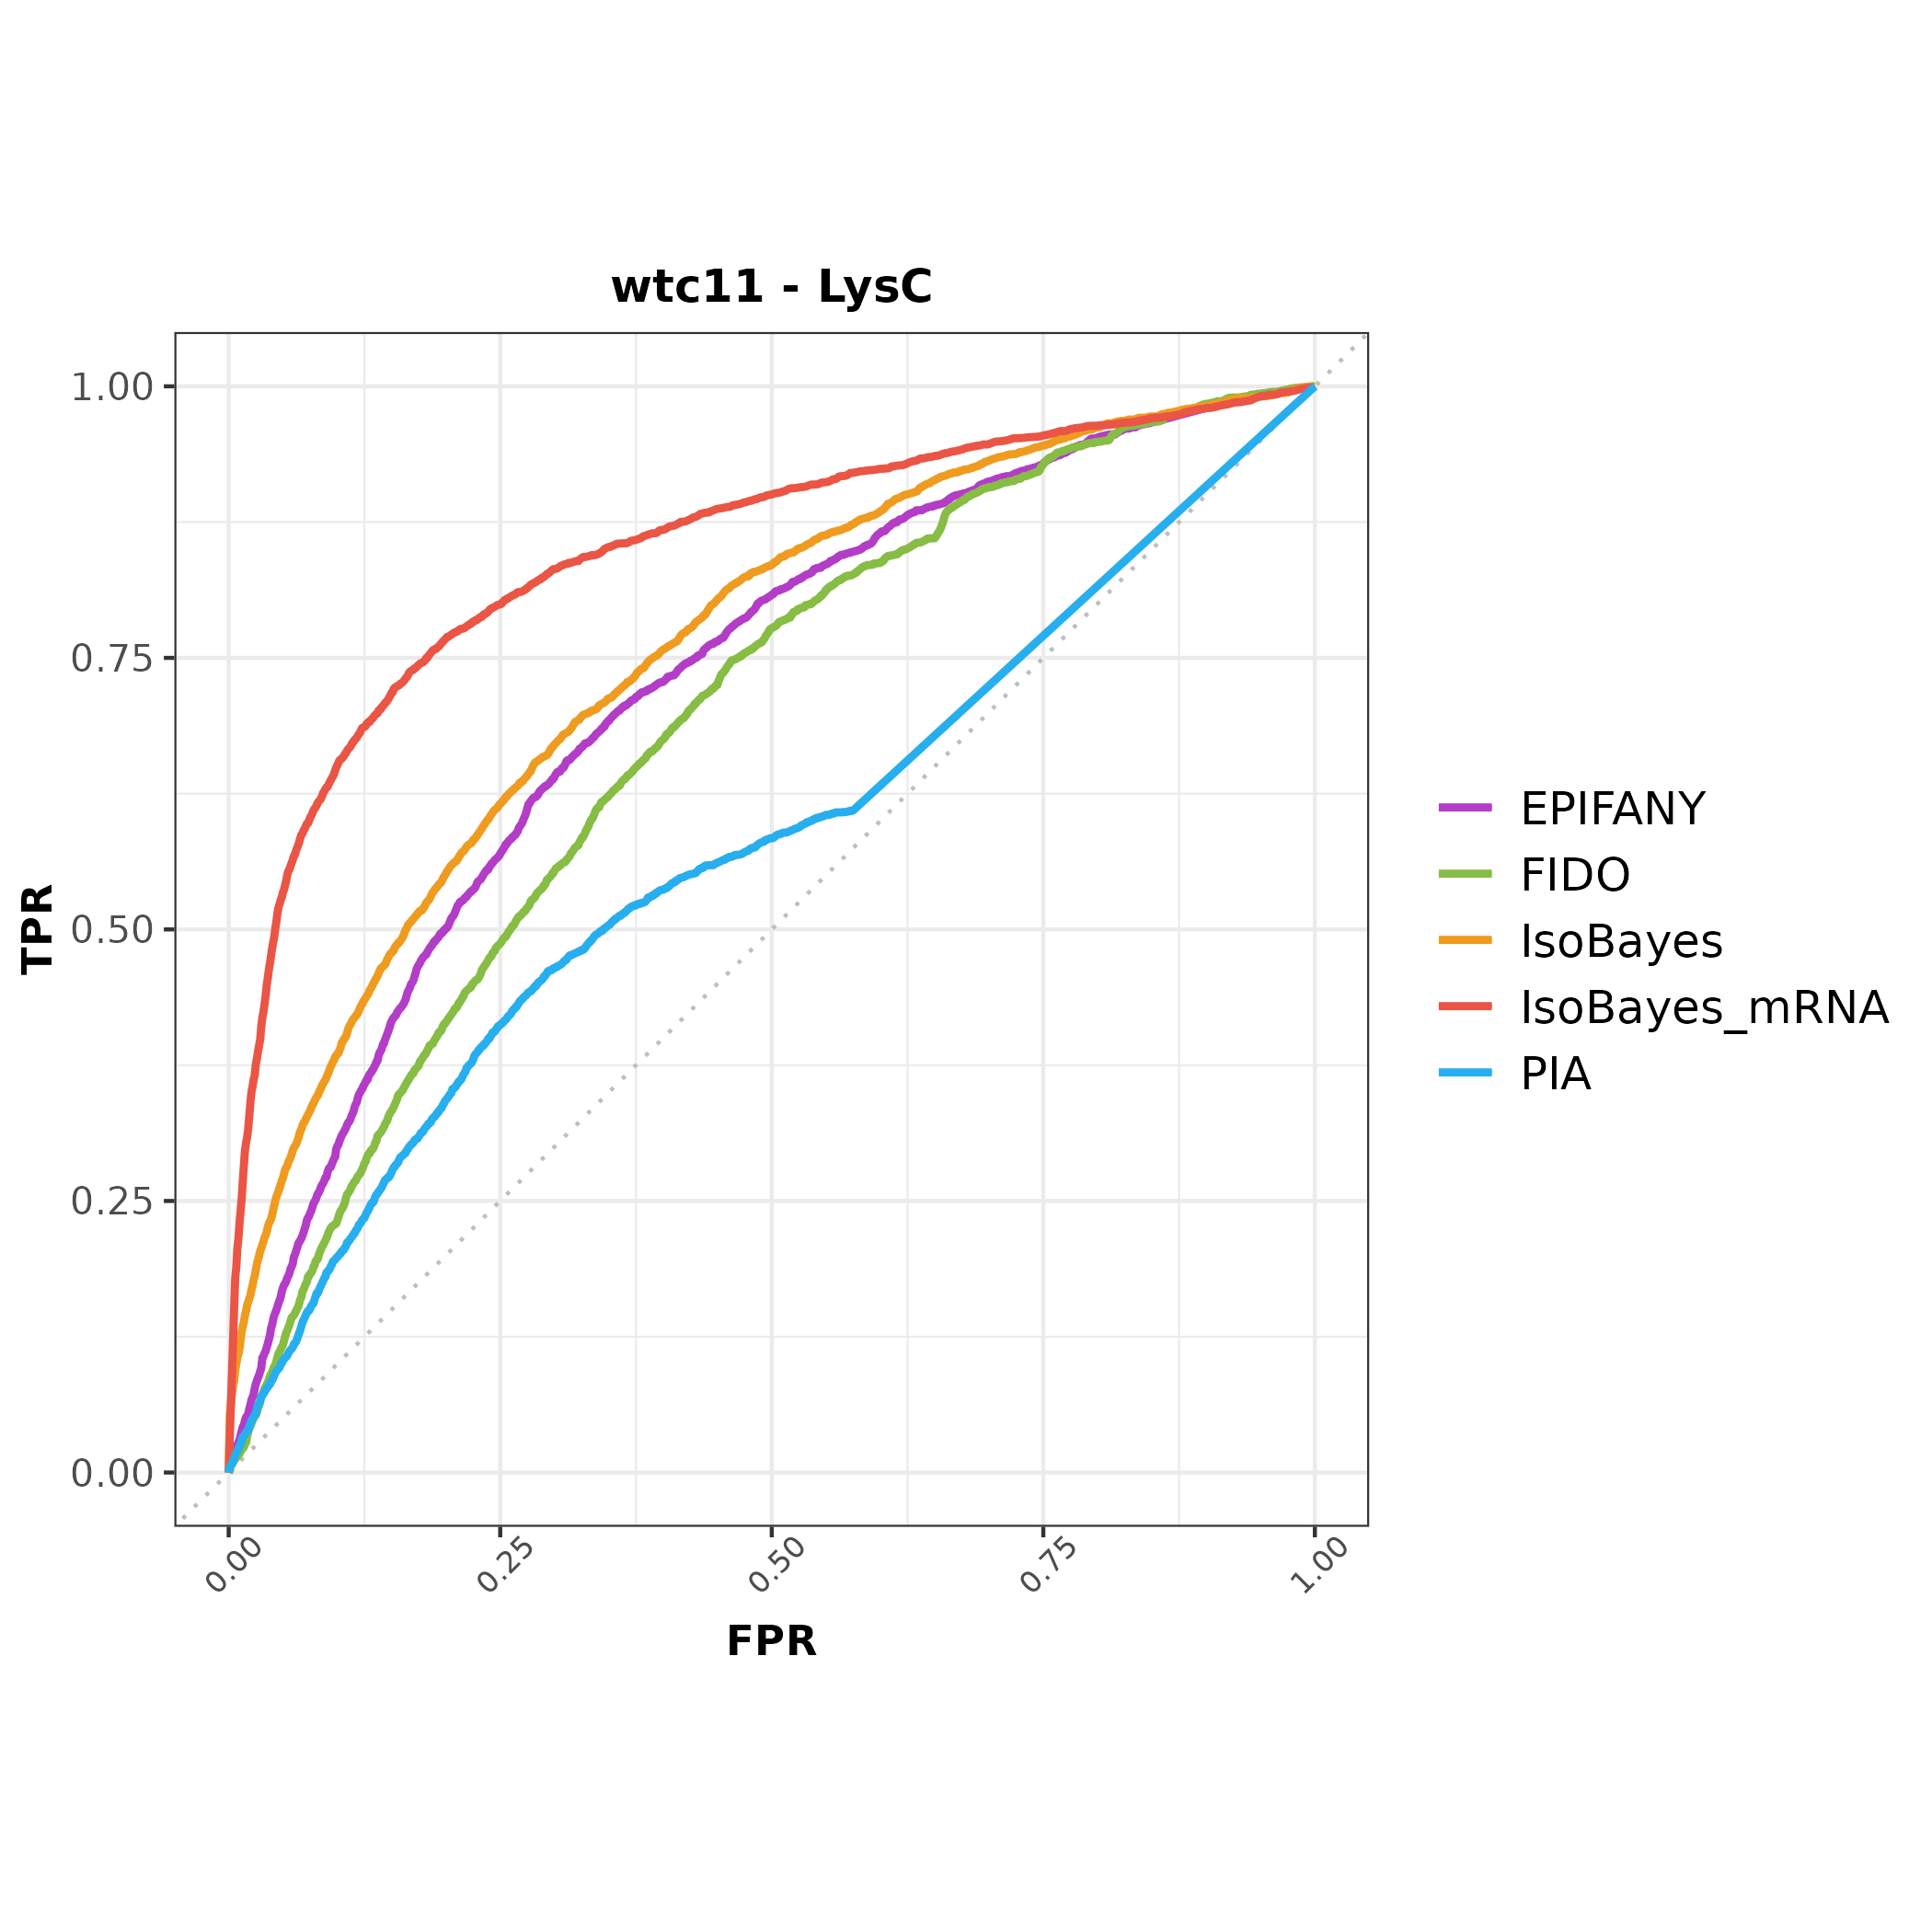 wtc11 - LysC
TPR
1.00
0.75
0.50
0.25
0.00
0.00
0.25
0.50
0.75
1.00
FPR
EPIFANY
FIDO
IsoBayes
IsoBayes_mRNA
PIA